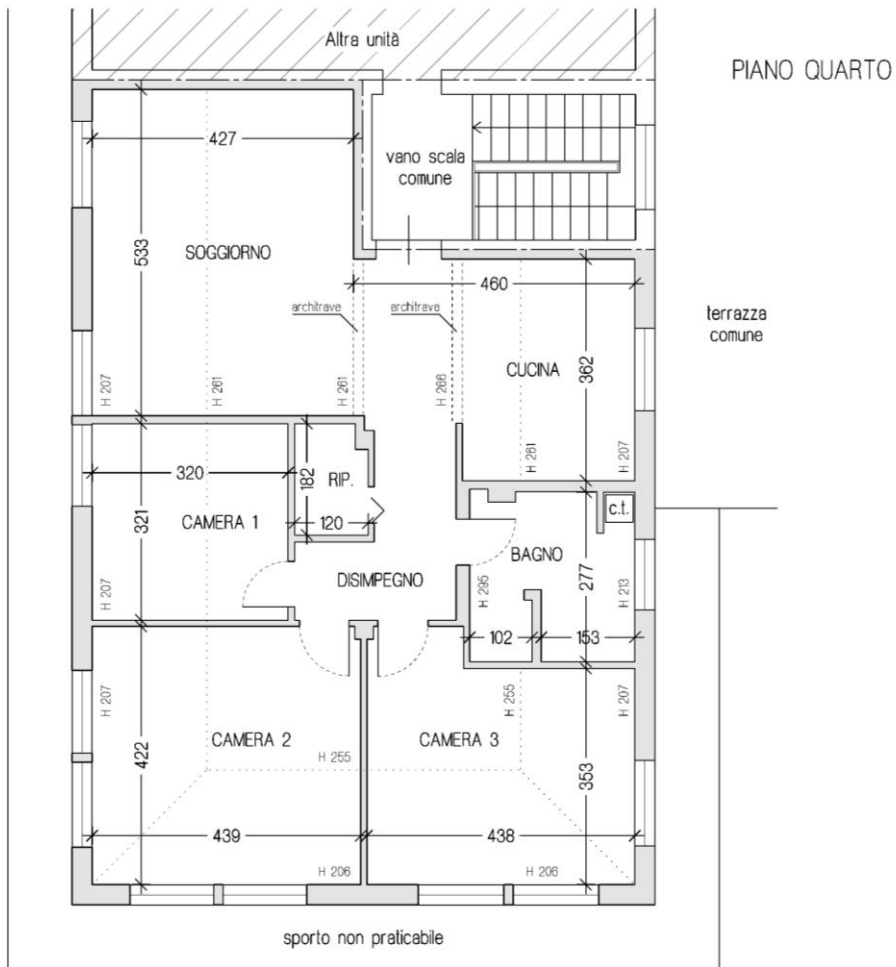 Altra unità
PIANO QUARTO
427
vano scala
comune
533
SOGGIORNO
460
architrave
architrave
terrazza
comune
CUCINA
362
H 207
H 261
H 261
H 266
H 261
H 207
320
182
RIP.
321
CAMERA 1
120
c.t.
BAGNO
DISIMPEGNO
277
H 207
H 295
H 213
102
153
H 207
H 255
H 207
422
CAMERA 2
H 255
CAMERA 3
353
439
438
H 206
H 206
sporto non praticabile